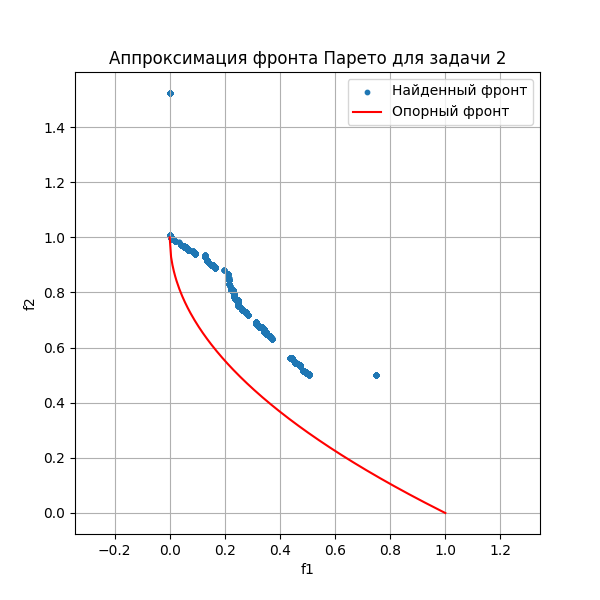 Аппроксимация фронта Парето для задачи 2
Найденный фронт
Опорный фронт
1.4
1.2
1.0
0.8
0.6
0.4
0.2
0.0
f2
−0.2 0.0 0.2 0.4 0.6 0.8 1.0 1.2
f1